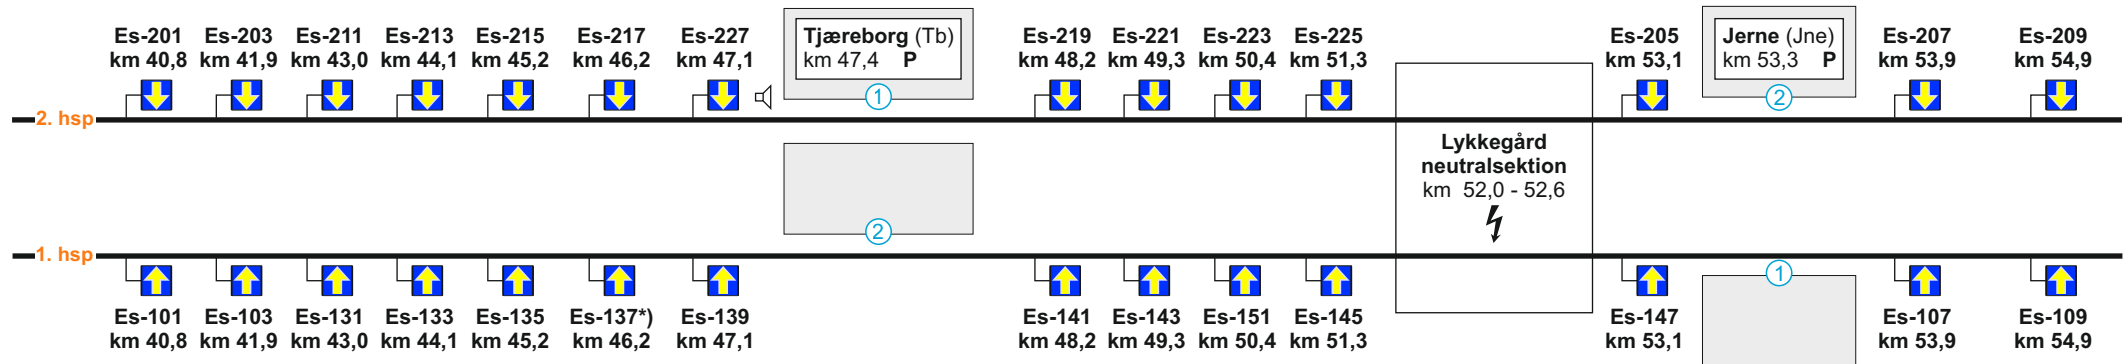 Es-201 Es-203 Es-211 Es-213 Es-215 Es-217 Es-227 Tjæreborg (Tb) Es-219 Es-221 Es-223 Es-225 Es-205 Jerne (Jne) Es-207 Es-209
km 40,8 km 41,9 km 43,0 km 44,1 km 45,2 km 46,2 km 47,1 km 47,4 P km 48,2 km 49,3 km 50,4 km 51,3 km 53,1 km 53,3 P km 53,9 km 54,9
1 2
2. hsp
Lykkegård
neutralsektion
km 52,0 - 52,6
2
1. hsp
1
Es-101 Es-103 Es-131 Es-133 Es-135 Es-137*) Es-139 Es-141 Es-143 Es-151 Es-145 Es-147 Es-107 Es-109
km 40,8 km 41,9 km 43,0 km 44,1 km 45,2 km 46,2 km 47,1 km 48,2 km 49,3 km 50,4 km 51,3 km 53,1 km 53,9 km 54,9